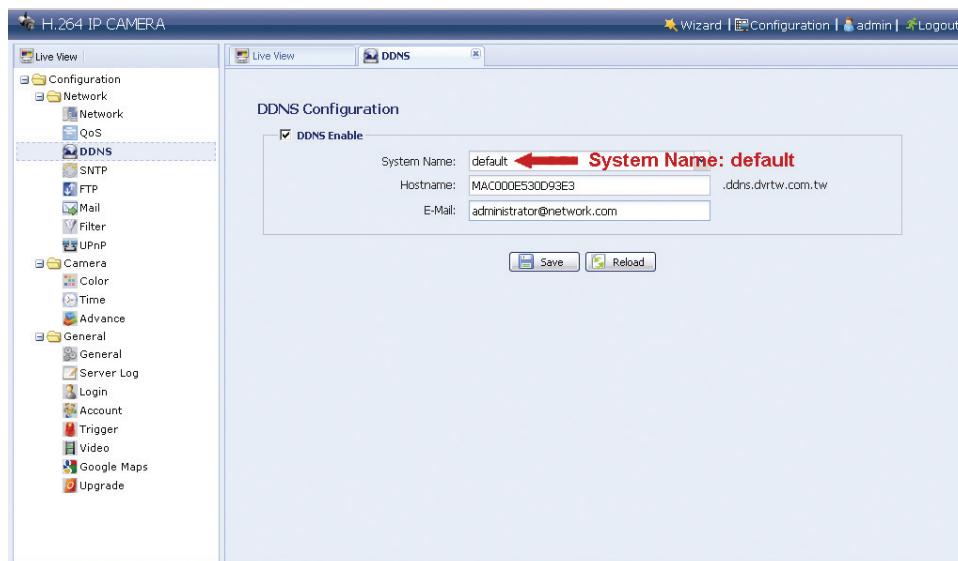 H.264 IP CAMERA
Wizard | Configuration | admin | Logout
Live View
Configuration
Network
Network
QoS
DDNS
SNTP
FTP
Mail
Filter
UPnP
Camera
Color
Time
Advance
General
General
Server Log
Login
Account
Trigger
Video
Google Maps
Upgrade
Live View
DDNS
DDNS Configuration
DDNS Enable
System Name: default System Name: default
Hostname: MAC000E530D93E3 .ddns.dvrtw.com.tw
E-Mail: administrator@network.com
Save Reload